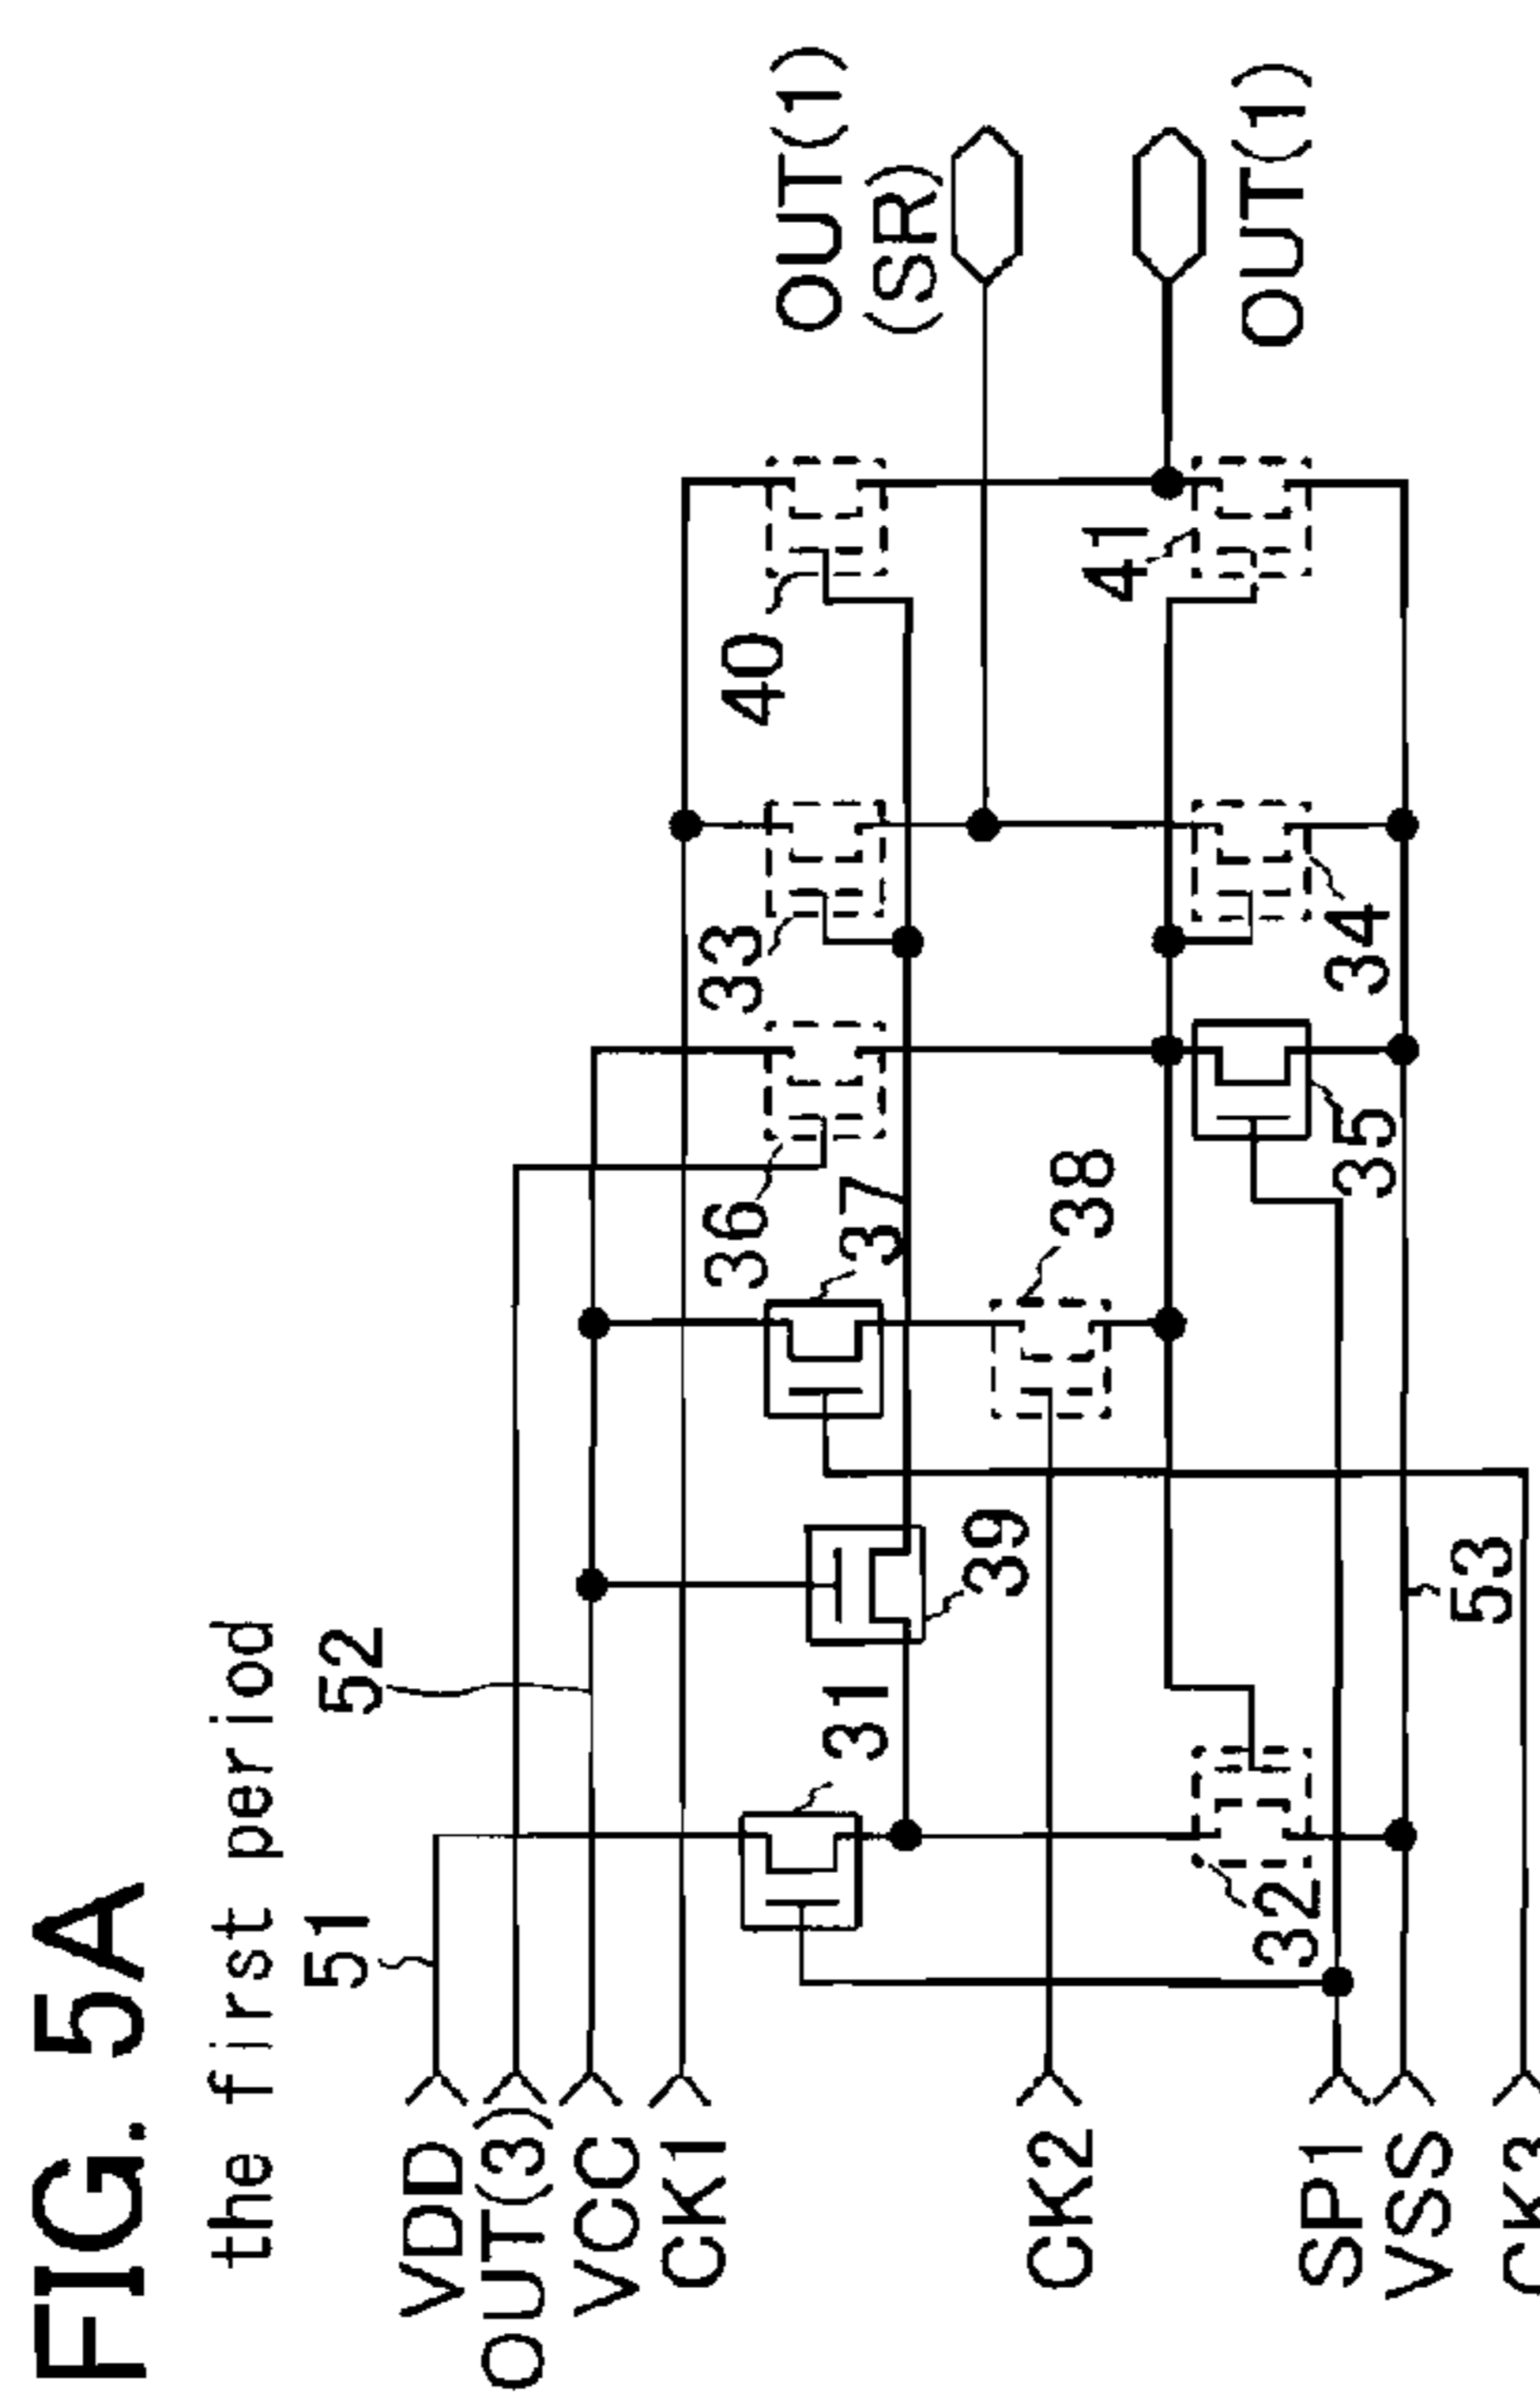 FIG. 5A
the first period
51
52
VDD
OUT(3)
VCC
CK1
CK2
SP1
VSS
CK3
31
32
39
53
37
38
36
35
33
34
40
41
OUT(1)
(SR)
OUT(1)